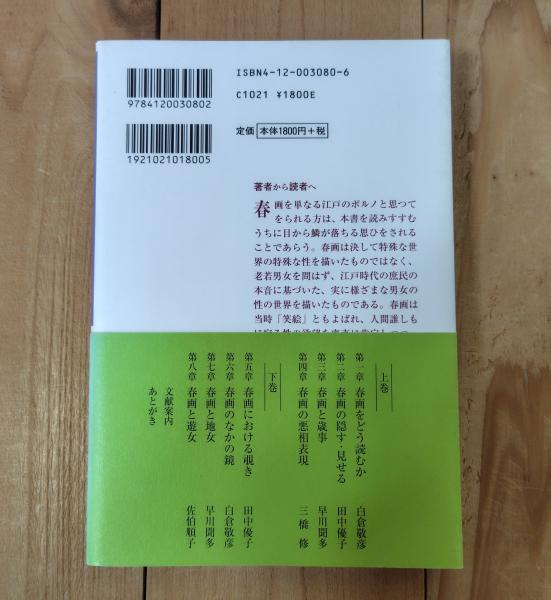 ISBN4-12-003080-6
C1021 ¥1800E
9784120030802
定価 本体1800円+税
1921021018005
著者から読者へ
春画を単なる江戸のポルノと思つて
をられる方は、本書を読みすすむ
うちに目から鱗が落ちる思ひをされる
ことであらう。春画は決して特殊な世
界の特殊な性を描いたものではなく、
老若男女を問はず、江戸時代の庶民の
本音に基づいた、実に様ざまな男女の
性の世界を描いたものである。春画は
当時「笑絵」ともよばれ、人間誰しも
上巻
第一章 春画をどう読むか 白倉敬彦
第二章 春画の隠す・見せる 田中優子
第三章 春画と歳事 早川聞多
第四章 春画の悪相表現 三橋 修
下巻
第五章 春画における覗き 田中優子
第六章 春画のなかの鏡 白倉敬彦
第七章 春画と地女 早川聞多
第八章 春画と遊女 佐伯順子
文献案内
あとがき